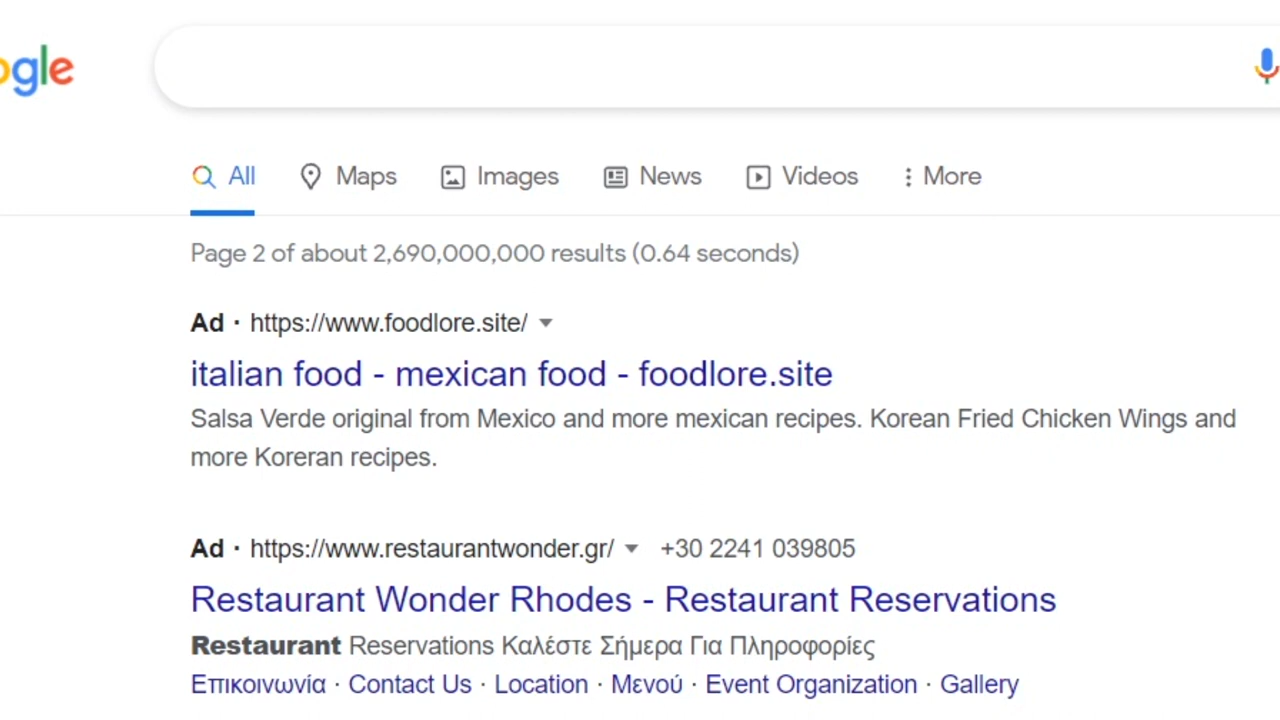 ogle
All Maps Images News Videos More
Page 2 of about 2,690,000,000 results (0.64 seconds)
Ad · https://www.foodlore.site/
italian food - mexican food - foodlore.site
Salsa Verde original from Mexico and more mexican recipes. Korean Fried Chicken Wings and
more Koreran recipes.
Ad · https://www.restaurantwonder.gr/ +30 2241 039805
Restaurant Wonder Rhodes - Restaurant Reservations
Restaurant Reservations Καλέστε Σήμερα Για Πληροφορίες
Επικοινωνία · Contact Us · Location · Μενού · Event Organization · Gallery